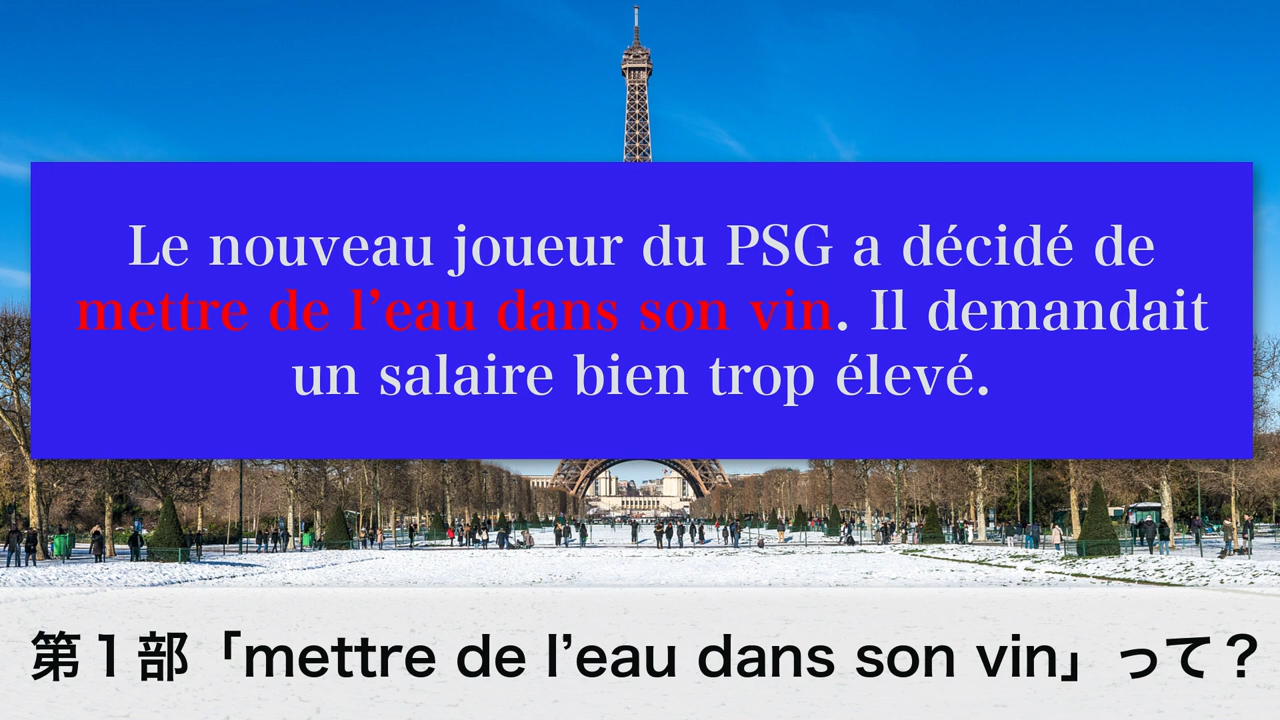 Le nouveau joueur du PSG a décidé de
mettre de l’eau dans son vin. Il demandait
un salaire bien trop élevé.
第１部「mettre de l’eau dans son vin」って？